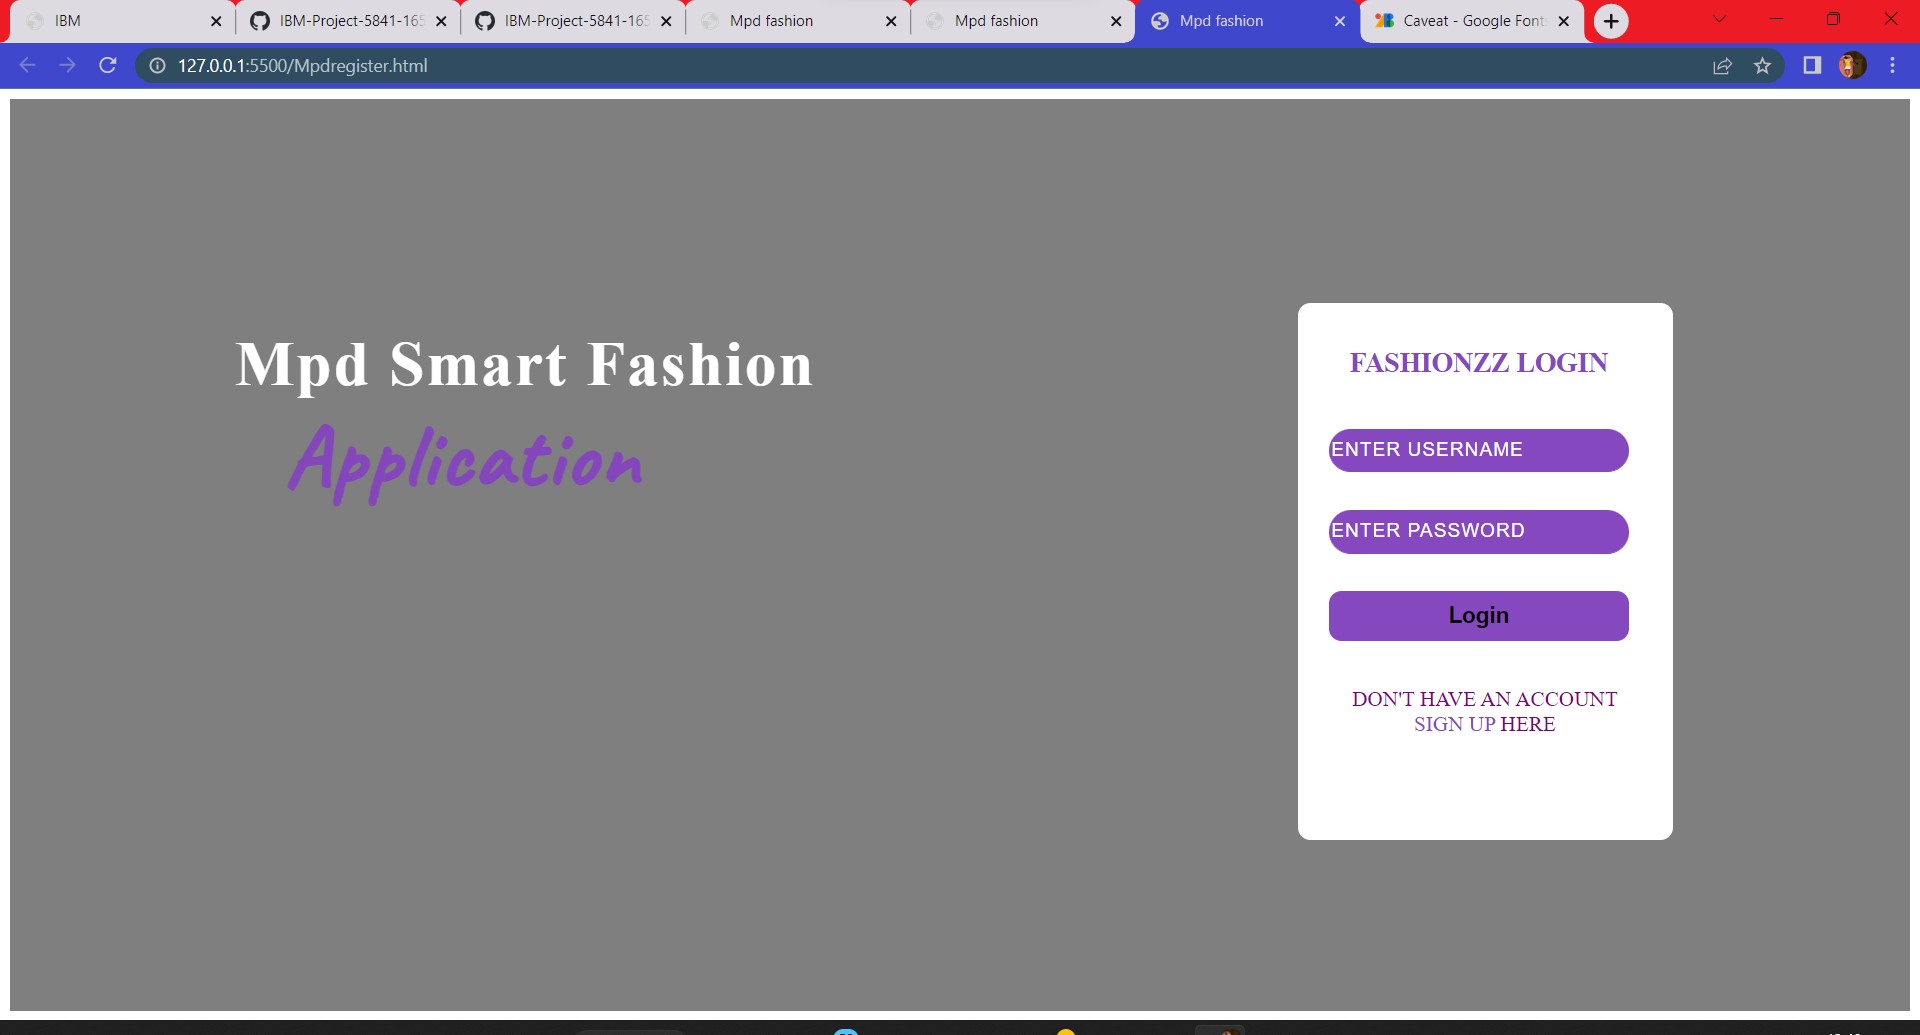 IBM
IBM-Project-5841-165
IBM-Project-5841-165
Mpd fashion
Mpd fashion
Mpd fashion
Caveat - Google Font
127.0.0.1:5500/Mpdregister.html
Mpd Smart Fashion
Application
FASHIONZZ LOGIN
ENTER USERNAME
ENTER PASSWORD
Login
DON'T HAVE AN ACCOUNT
SIGN UP HERE